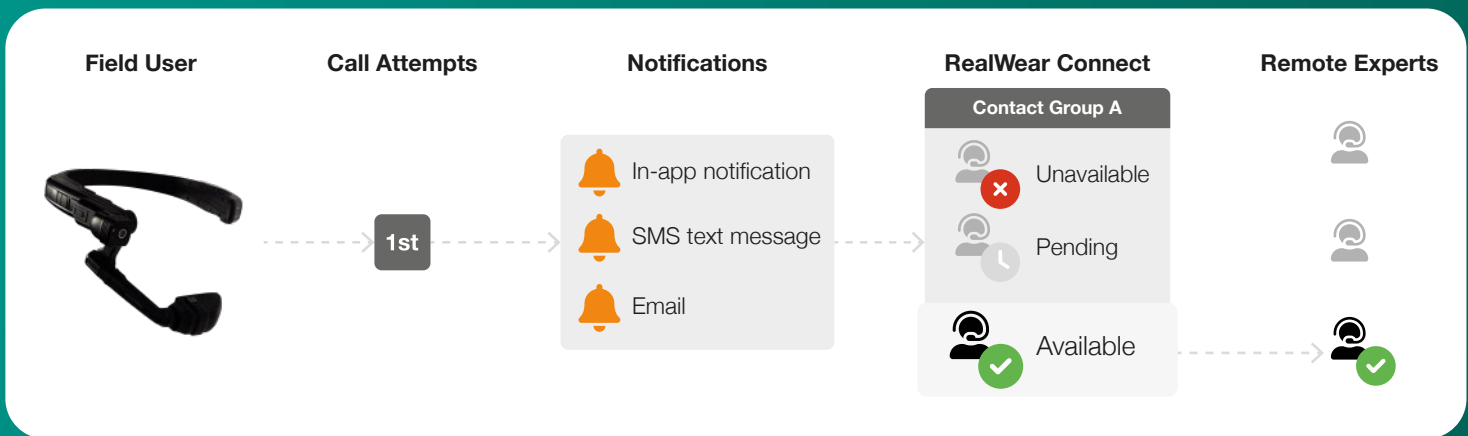 Field User
Call Attempts
Notifications
RealWear Connect
Remote Experts
Contact Group A
1st
In-app notification
SMS text message
Email
Unavailable
Pending
Available